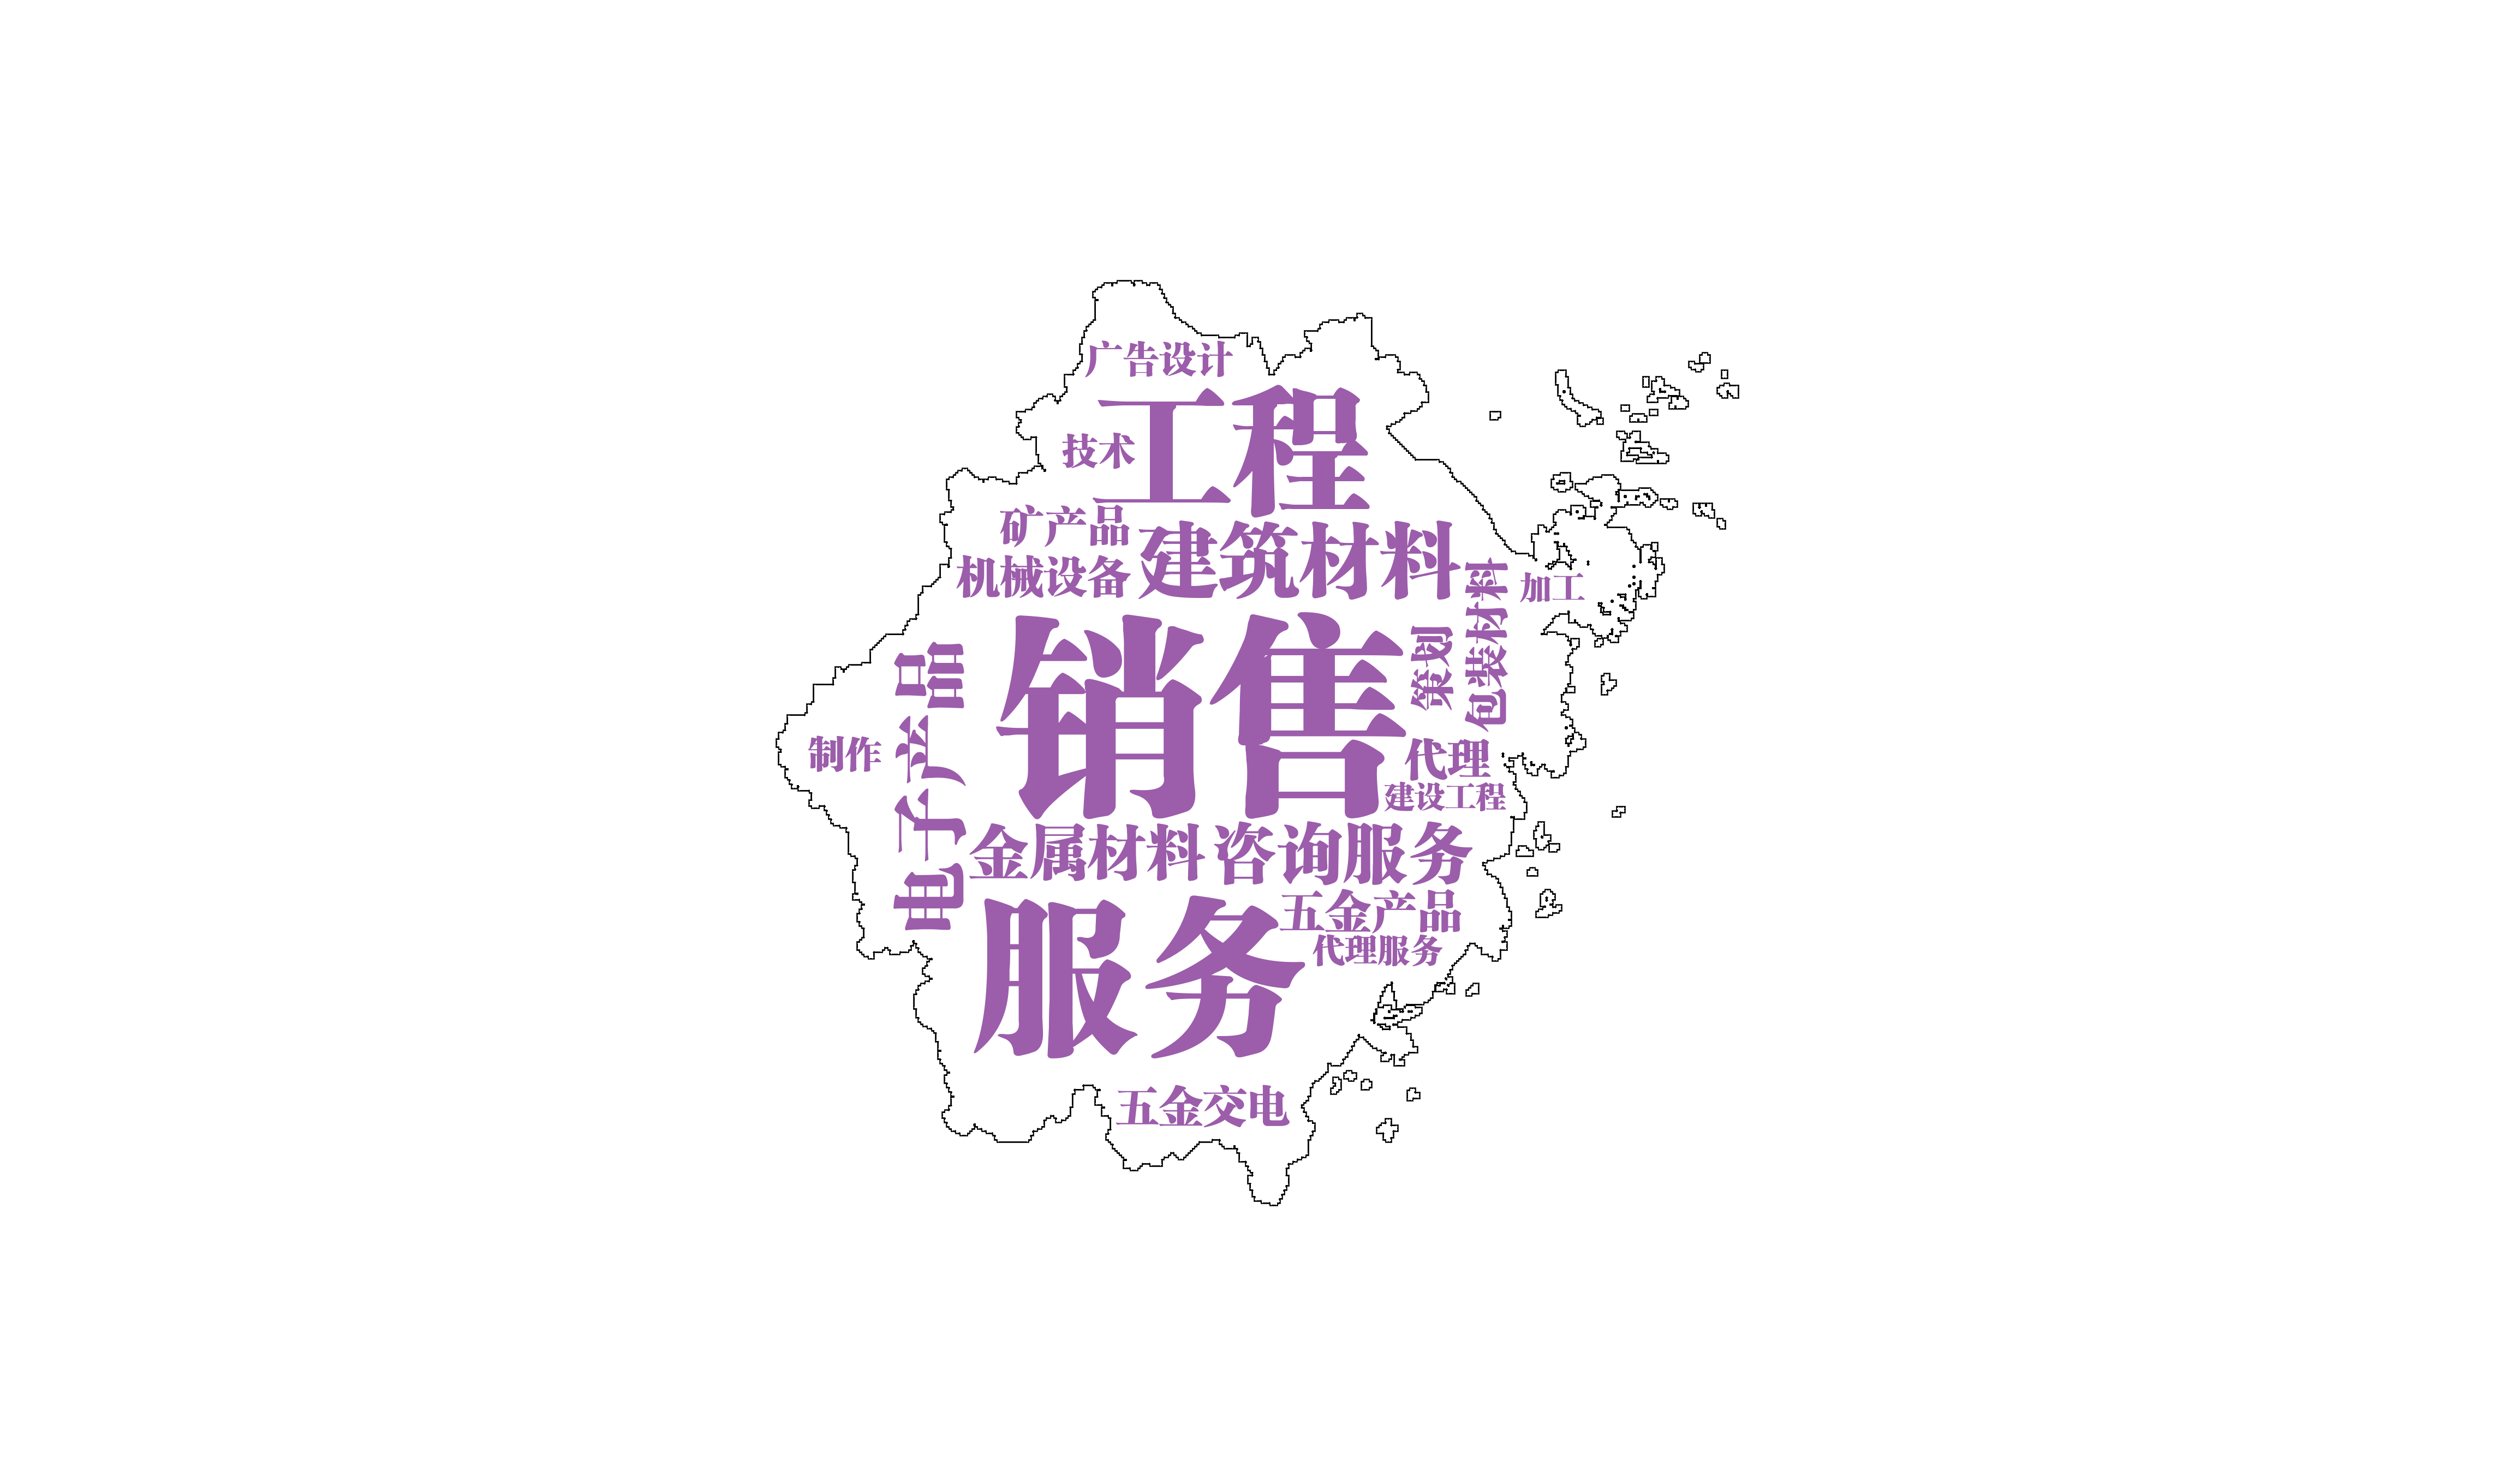 广告设计
工程
技术
矿产品
建筑材料
机械设备
包装材料
加工
销售
策划
电子产品
制作
代理
建设工程
金属材料
咨询服务
五金产品
服务
代理服务
五金交电